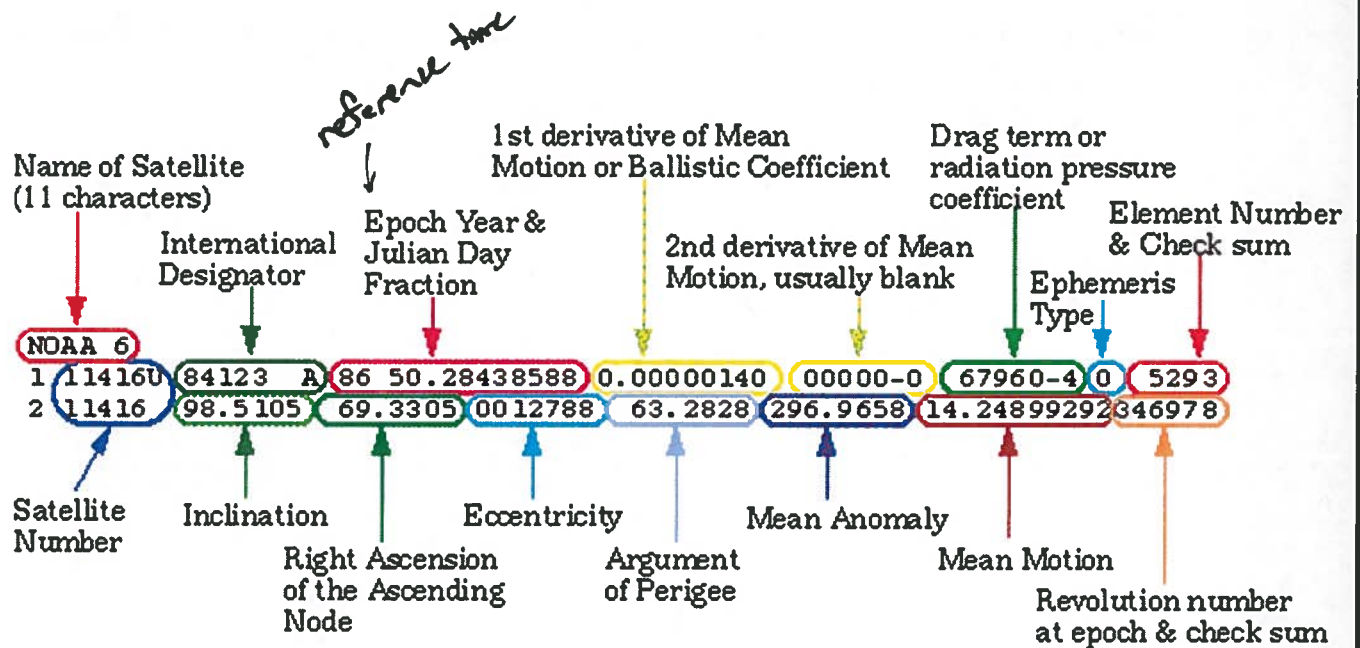 reference time
Name of Satellite
(11 characters)
International
Designator
Epoch Year &
Julian Day
Fraction
1st derivative of Mean
Motion or Ballistic Coefficient
2nd derivative of Mean
Motion, usually blank
Drag term or
radiation pressure
coefficient
Ephemeris
Type
Element Number
& Check sum
NOAA 6
1 11416U 84123 A 86 50.28438588 0.00000140 00000-0 67960-4 0 5293
2 11416 98.5105 69.3305 0012788 63.2828 296.9658 14.24899292346978
Satellite
Number
Inclination
Right Ascension
of the Ascending
Node
Eccentricity
Argument
of Perigee
Mean Anomaly
Mean Motion
Revolution number
at epoch & check sum